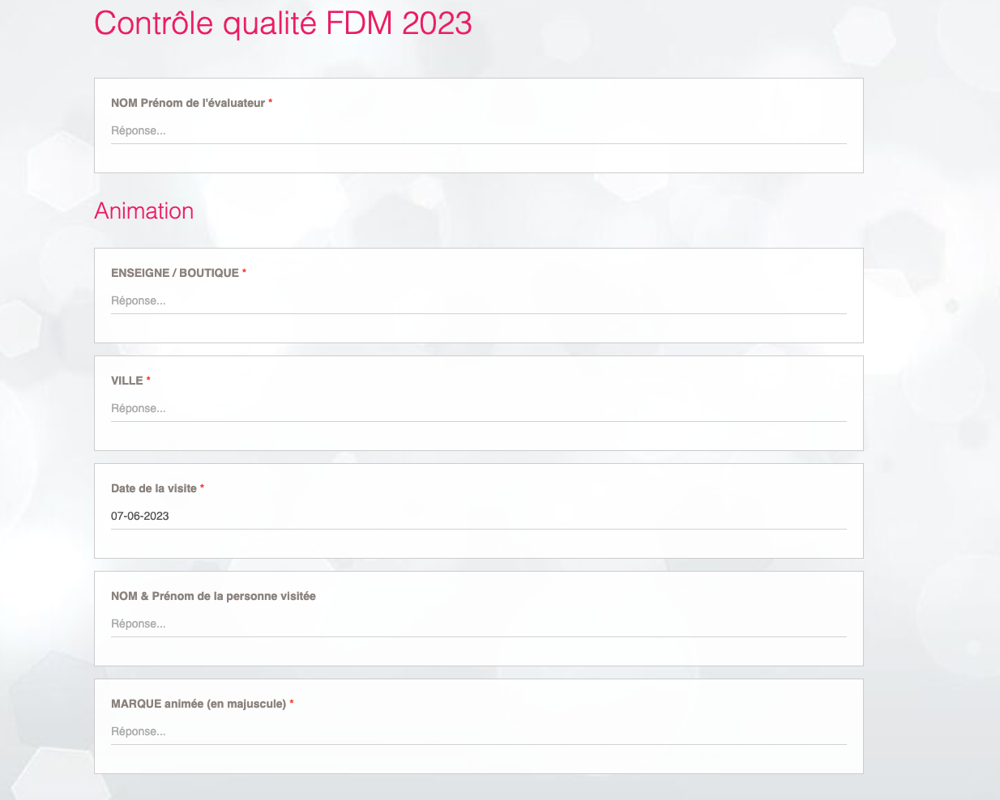 Contrôle qualité FDM 2023
NOM Prénom de l'évaluateur *
Réponse...
Animation
ENSEIGNE / BOUTIQUE *
Réponse...
VILLE *
Réponse...
Date de la visite *
07-06-2023
NOM & Prénom de la personne visitée
Réponse...
MARQUE animée (en majuscule) *
Réponse...